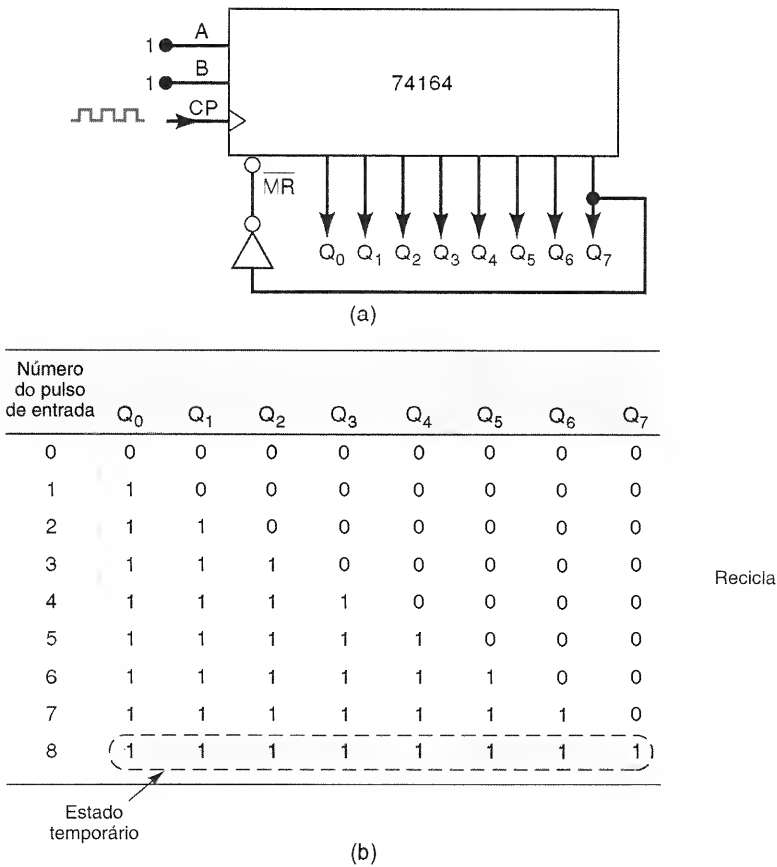 1 A
1 B
CP
74164
MR
Q0 Q1 Q2 Q3 Q4 Q5 Q6 Q7
(a)
Número
do pulso
de entrada Q0 Q1 Q2 Q3 Q4 Q5 Q6 Q7
0 0 0 0 0 0 0 0 0
1 1 0 0 0 0 0 0 0
2 1 1 0 0 0 0 0 0
3 1 1 1 0 0 0 0 0
Recicla
4 1 1 1 1 0 0 0 0
5 1 1 1 1 1 0 0 0
6 1 1 1 1 1 1 0 0
7 1 1 1 1 1 1 1 0
8 1 1 1 1 1 1 1 1
Estado
temporário
(b)